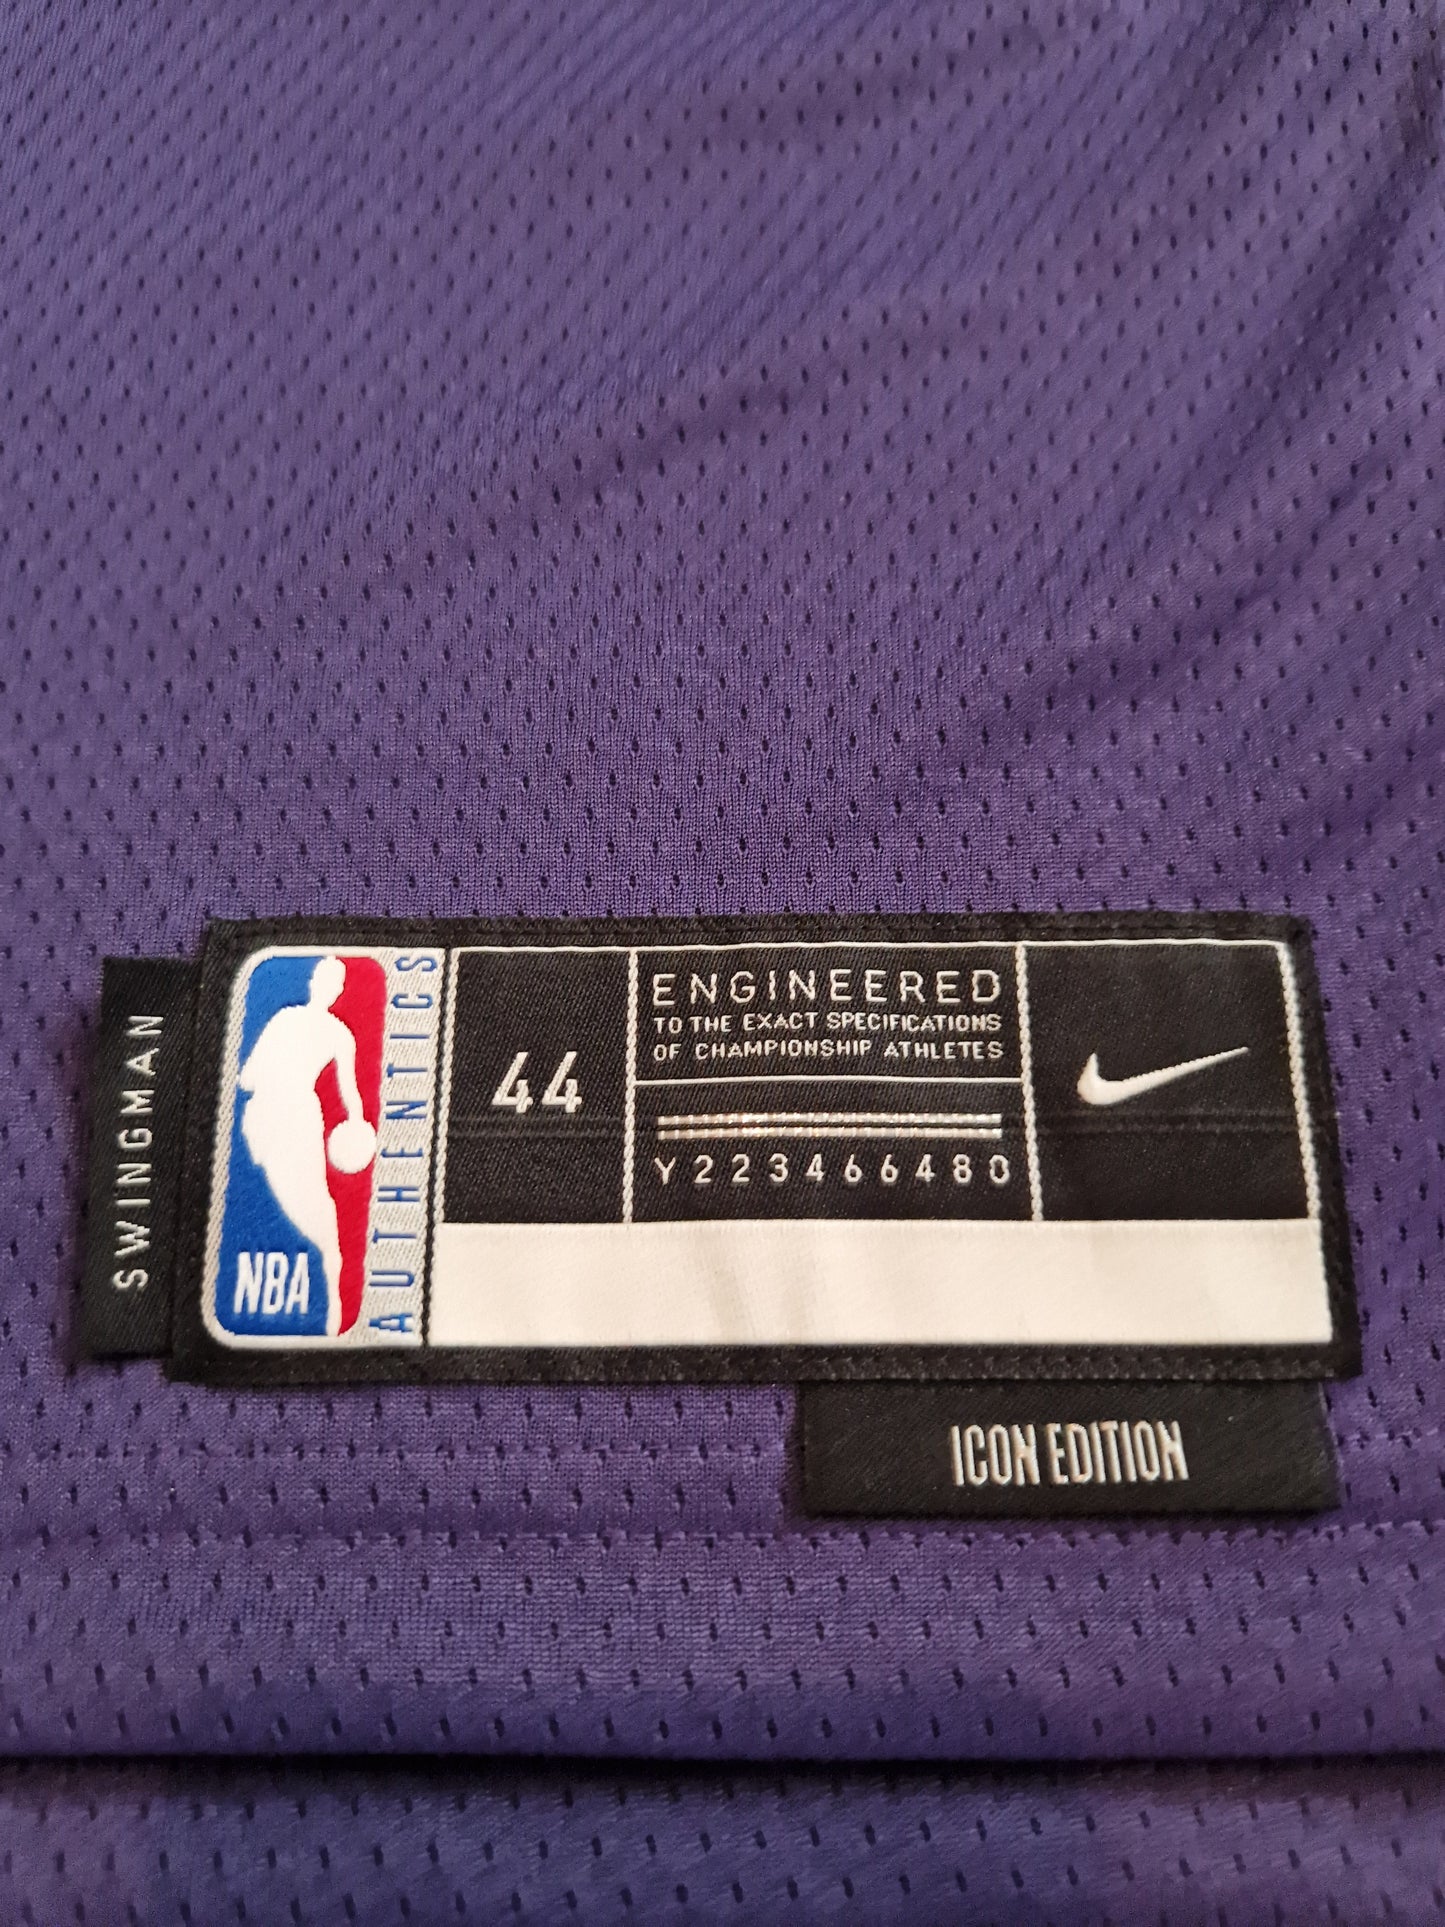 SWINGMAN
NBA
AUTHENTICS
44
ENGINEERED
TO THE EXACT SPECIFICATIONS
OF CHAMPIONSHIP ATHLETES
Y223466480
ICON EDITION